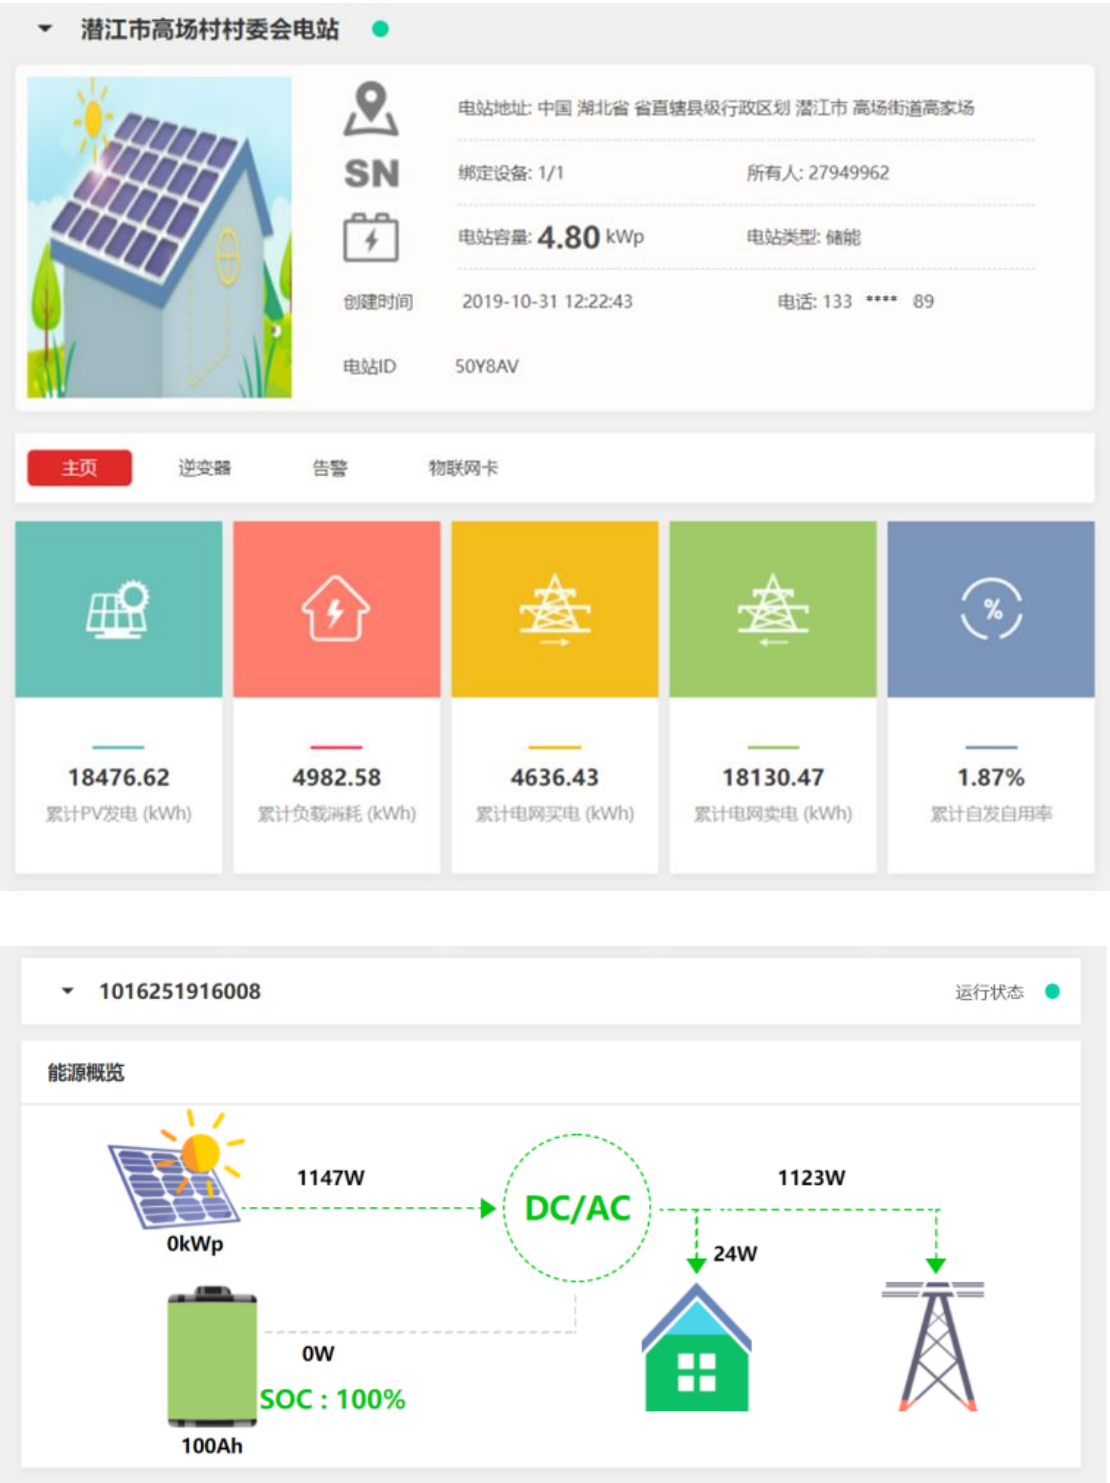 潜江市高场村村委会电站
电站地址: 中国 湖北省 省直辖县级行政区划 潜江市 高场街道高家场
SN 绑定设备: 1/1 所有人: 27949962
电站容量: 4.80 kWp 电站类型: 储能
创建时间 2019-10-31 12:22:43 电话: 133 **** 89
电站ID 50Y8AV
主页 逆变器 告警 物联网卡
%
18476.62 4982.58 4636.43 18130.47 1.87%
累计PV发电 (kWh) 累计负载消耗 (kWh) 累计电网买电 (kWh) 累计电网卖电 (kWh) 累计自发自用率
1016251916008 运行状态
能源概览
1147W 1123W
DC/AC
0kWp 24W
0W
SOC : 100%
100Ah